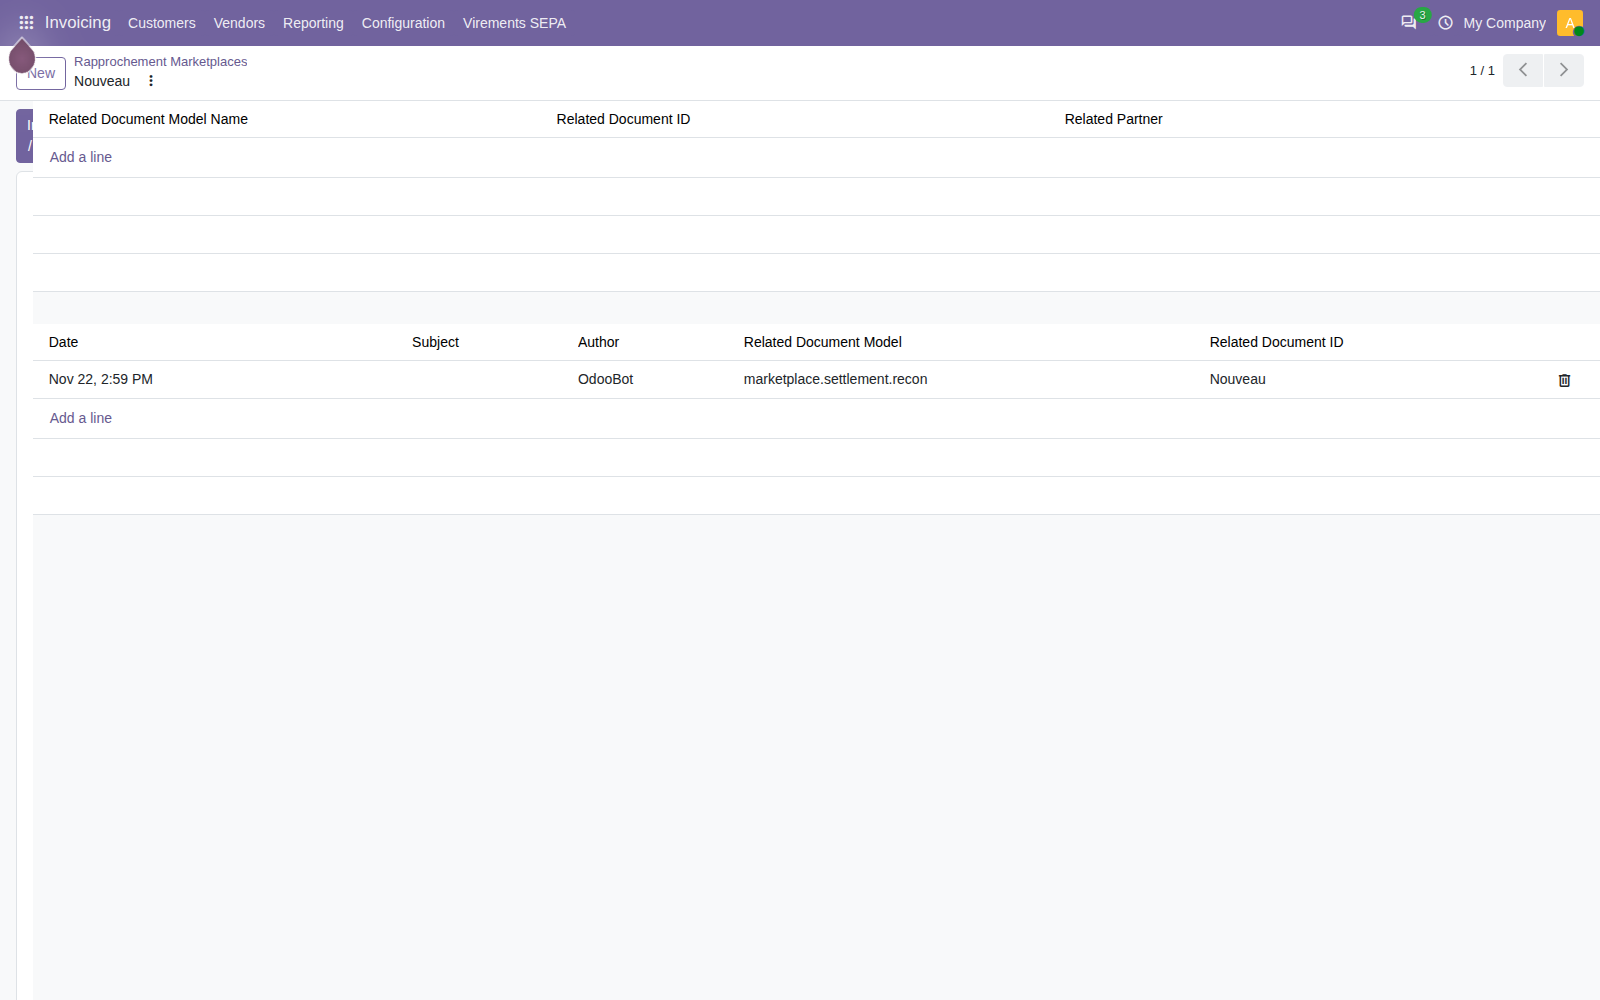 Invoicing Customers Vendors Reporting Configuration Virements SEPA 3 My Company A
New Rapprochement Marketplaces 1 / 1
Nouveau
Related Document Model Name Related Document ID Related Partner
Add a line
Date Subject Author Related Document Model Related Document ID
Nov 22, 2:59 PM OdooBot marketplace.settlement.recon Nouveau
Add a line